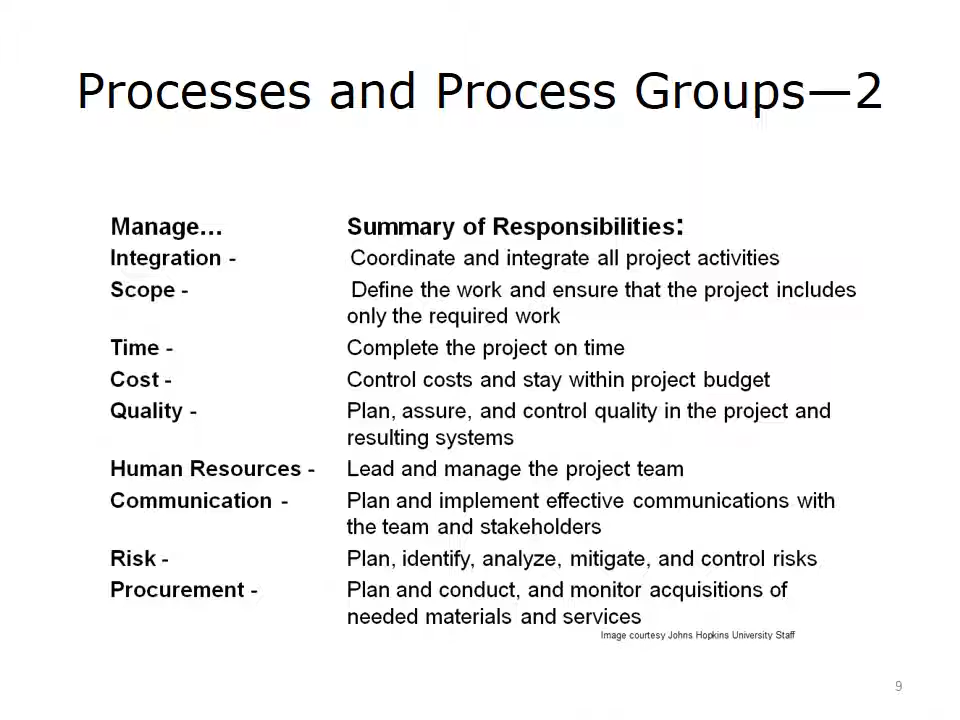 Processes and Process Groups—2
Manage... Summary of Responsibilities:
Integration - Coordinate and integrate all project activities
Scope - Define the work and ensure that the project includes
only the required work
Time - Complete the project on time
Cost - Control costs and stay within project budget
Quality - Plan, assure, and control quality in the project and
resulting systems
Human Resources - Lead and manage the project team
Communication - Plan and implement effective communications with
the team and stakeholders
Risk - Plan, identify, analyze, mitigate, and control risks
Procurement - Plan and conduct, and monitor acquisitions of
needed materials and services
Image courtesy Johns Hopkins University Staff
9